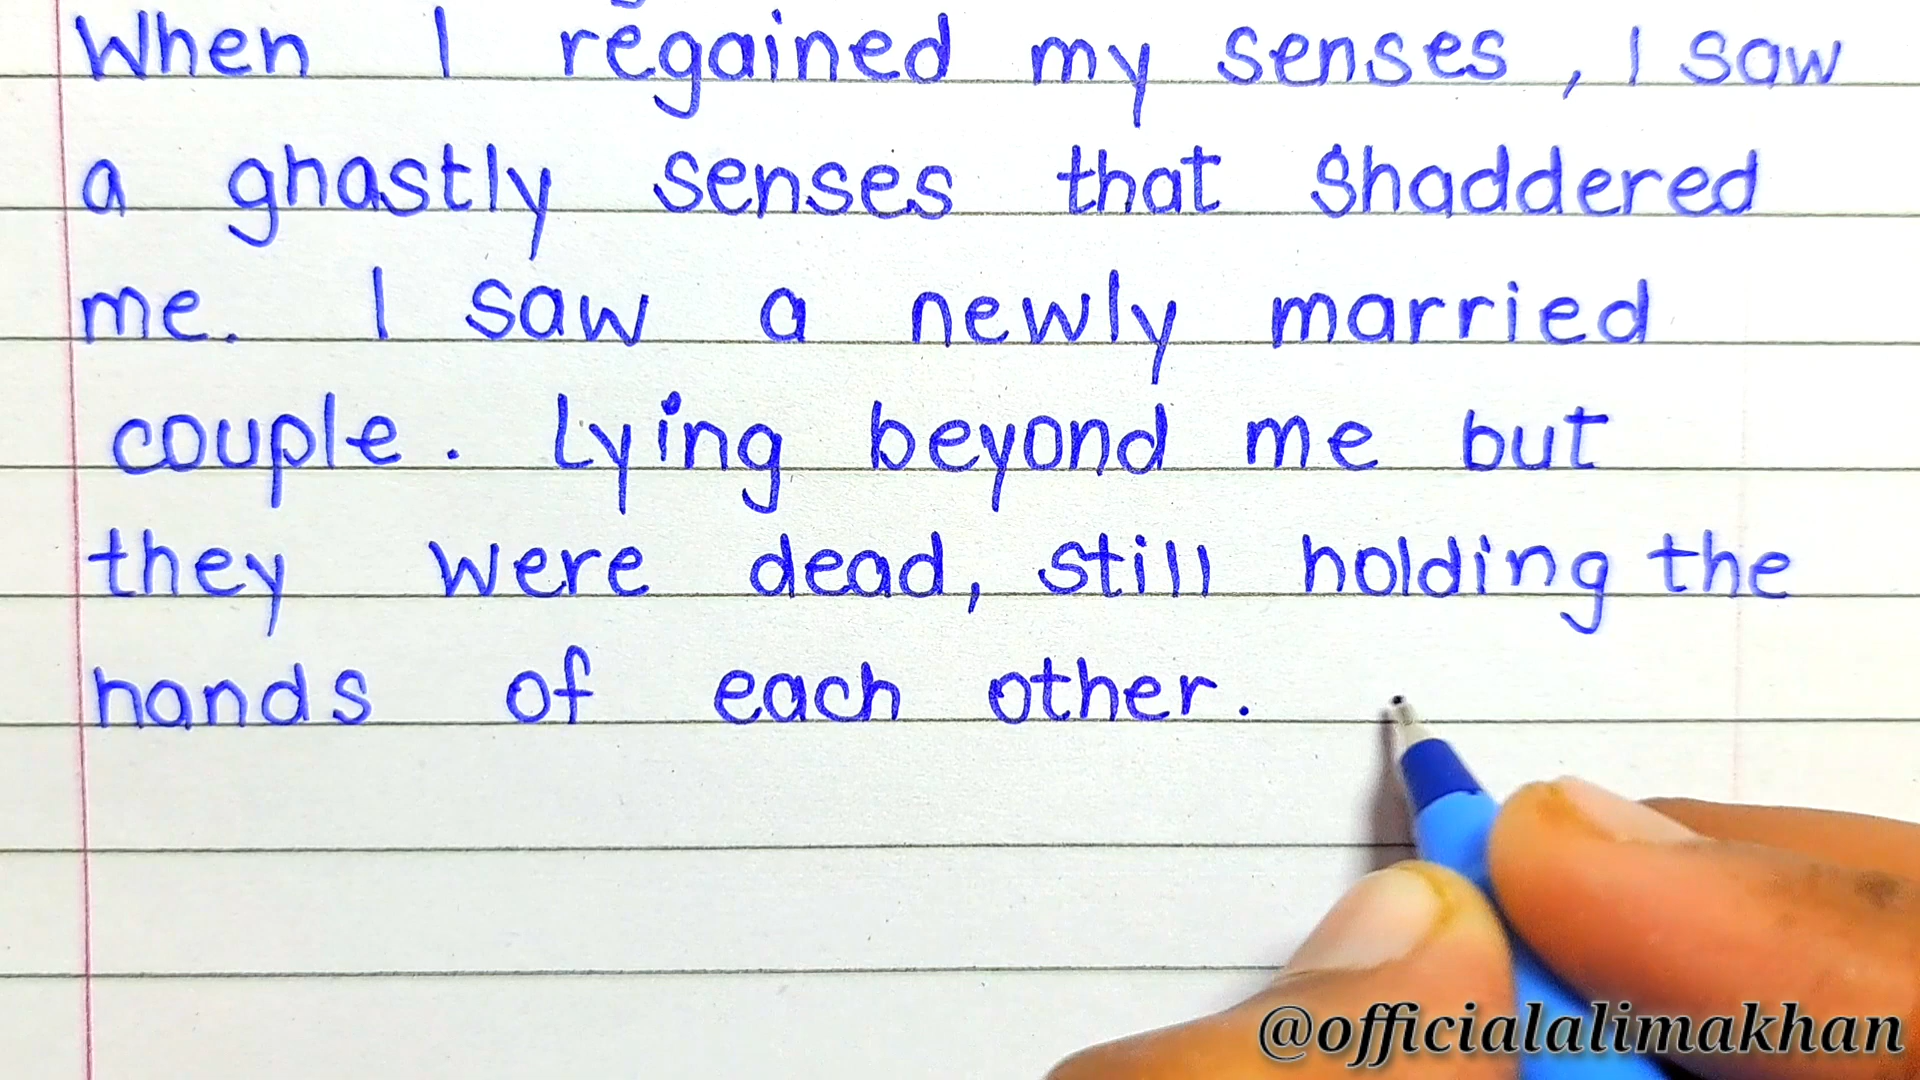 When I regained my senses, I saw
a ghastly senses that shaddered
me. I saw a newly married
couple. Lying beyond me but
they were dead, still holding the
hands of each other.
@officialalimakhan